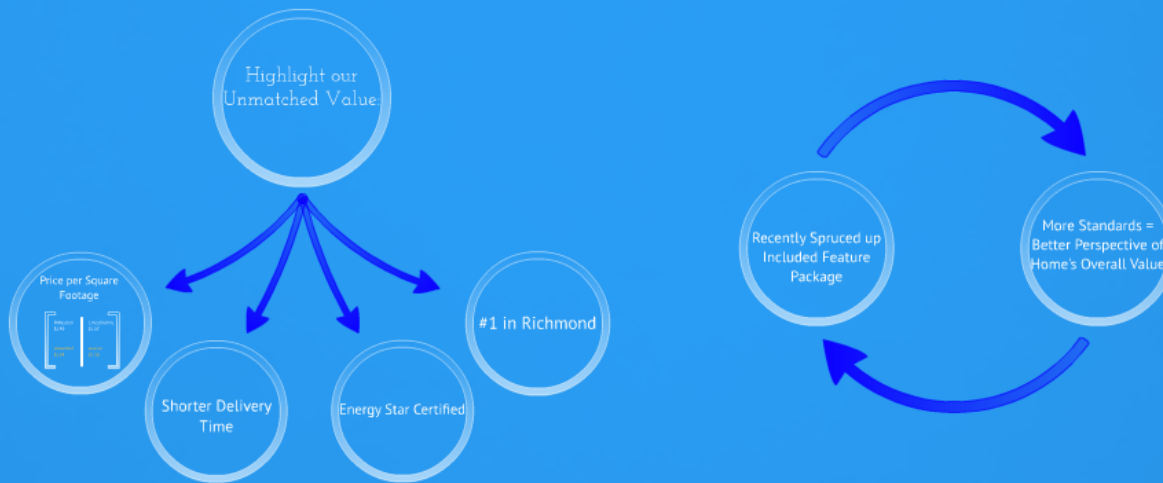 Highlight our
Unmatched Value:
Price per Square
Footage
Shorter Delivery
Time
Energy Star Certified
#1 in Richmond
Recently Spruced up
Included Feature
Package
More Standards =
Better Perspective of
Home's Overall Value